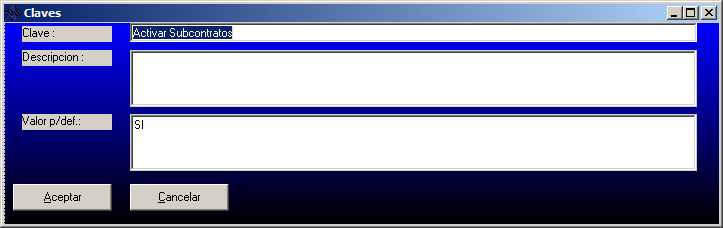 Claves
Clave :
Activar Subcontratos
Descripcion :
Valor p/def.:
SI
Aceptar
Cancelar